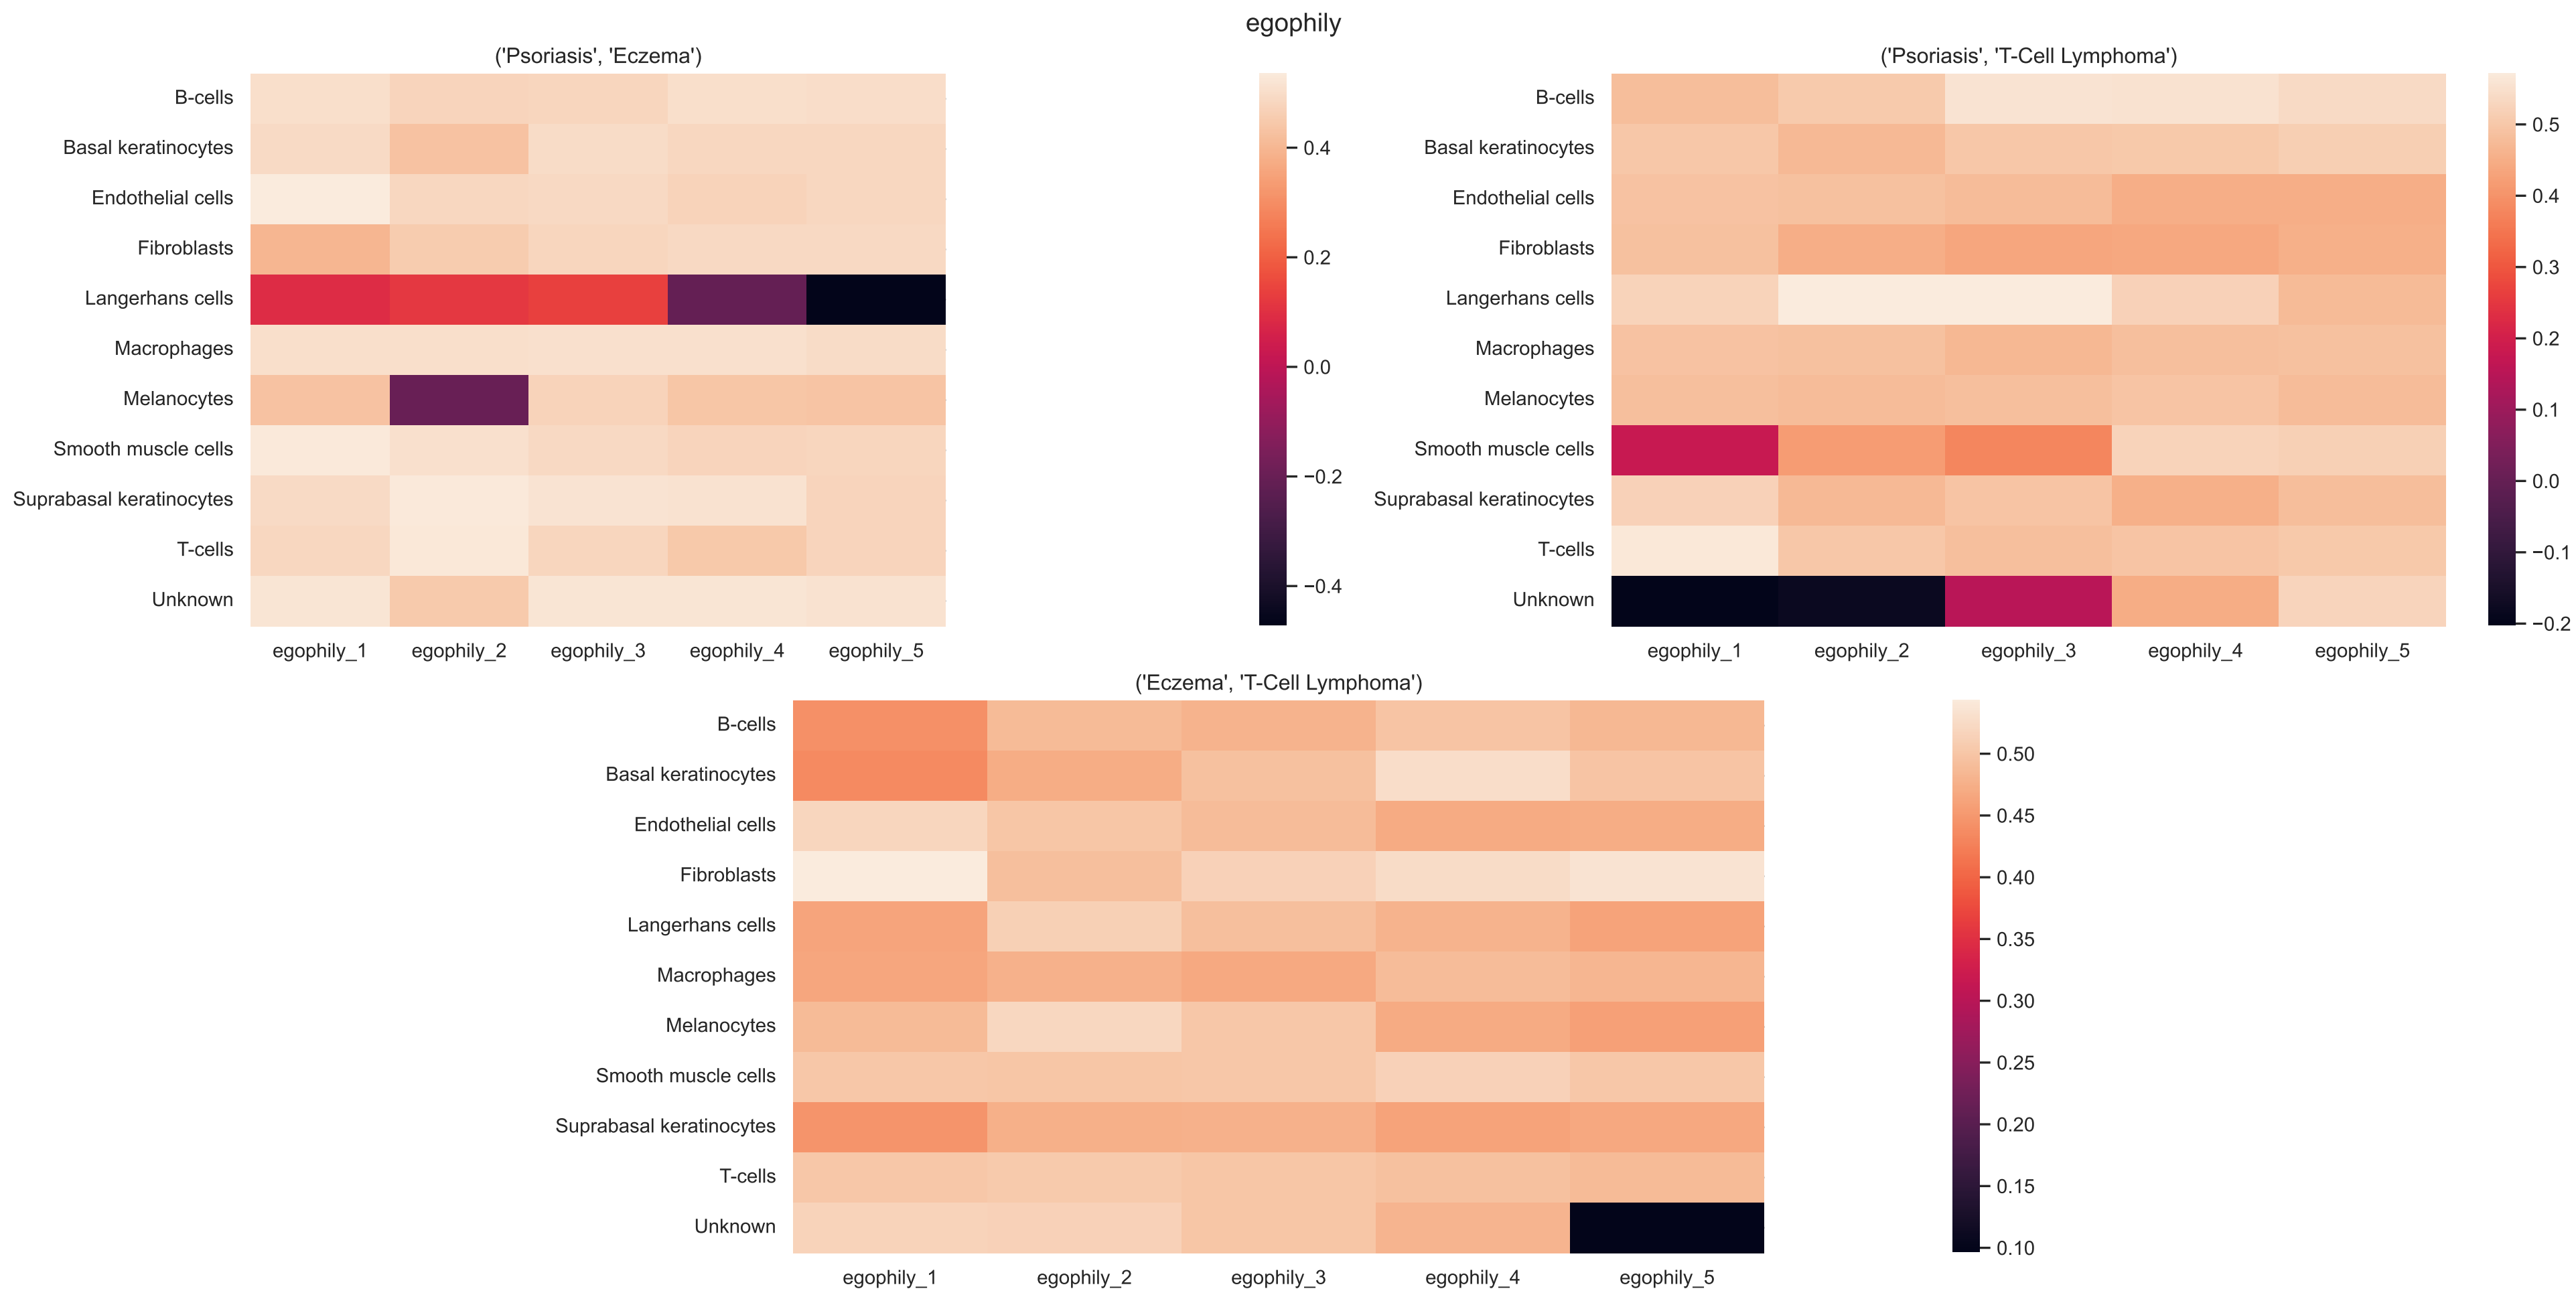 egophily
('Psoriasis', 'Eczema')
B-cells
Basal keratinocytes
Endothelial cells
Fibroblasts
Langerhans cells
Macrophages
Melanocytes
Smooth muscle cells
Suprabasal keratinocytes
T-cells
Unknown
egophily_1 egophily_2 egophily_3 egophily_4 egophily_5
0.4
0.2
0.0
−0.2
−0.4
('Psoriasis', 'T-Cell Lymphoma')
B-cells
Basal keratinocytes
Endothelial cells
Fibroblasts
Langerhans cells
Macrophages
Melanocytes
Smooth muscle cells
Suprabasal keratinocytes
T-cells
Unknown
egophily_1 egophily_2 egophily_3 egophily_4 egophily_5
0.5
0.4
0.3
0.2
0.1
0.0
−0.1
−0.2
('Eczema', 'T-Cell Lymphoma')
B-cells
Basal keratinocytes
Endothelial cells
Fibroblasts
Langerhans cells
Macrophages
Melanocytes
Smooth muscle cells
Suprabasal keratinocytes
T-cells
Unknown
egophily_1 egophily_2 egophily_3 egophily_4 egophily_5
0.50
0.45
0.40
0.35
0.30
0.25
0.20
0.15
0.10